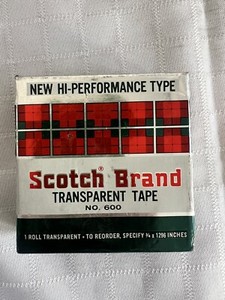 NEW HI-PERFORMANCE TYPE
Scotch® Brand
TRANSPARENT TAPE
NO. 600
1 ROLL TRANSPARENT • TO REORDER, SPECIFY ¾ x 1296 INCHES